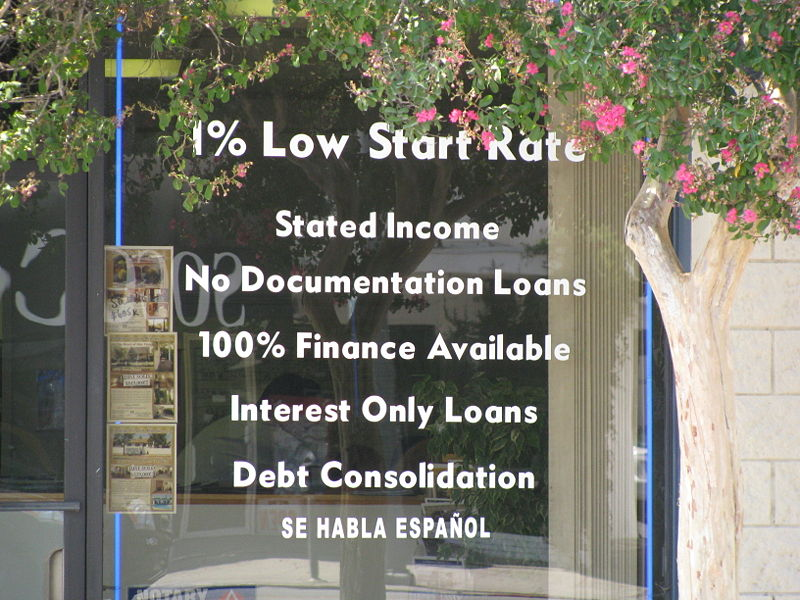 1% Low Start Rate
Stated Income
No Documentation Loans
100% Finance Available
Interest Only Loans
Debt Consolidation
SE HABLA ESPAÑOL
NOTARY